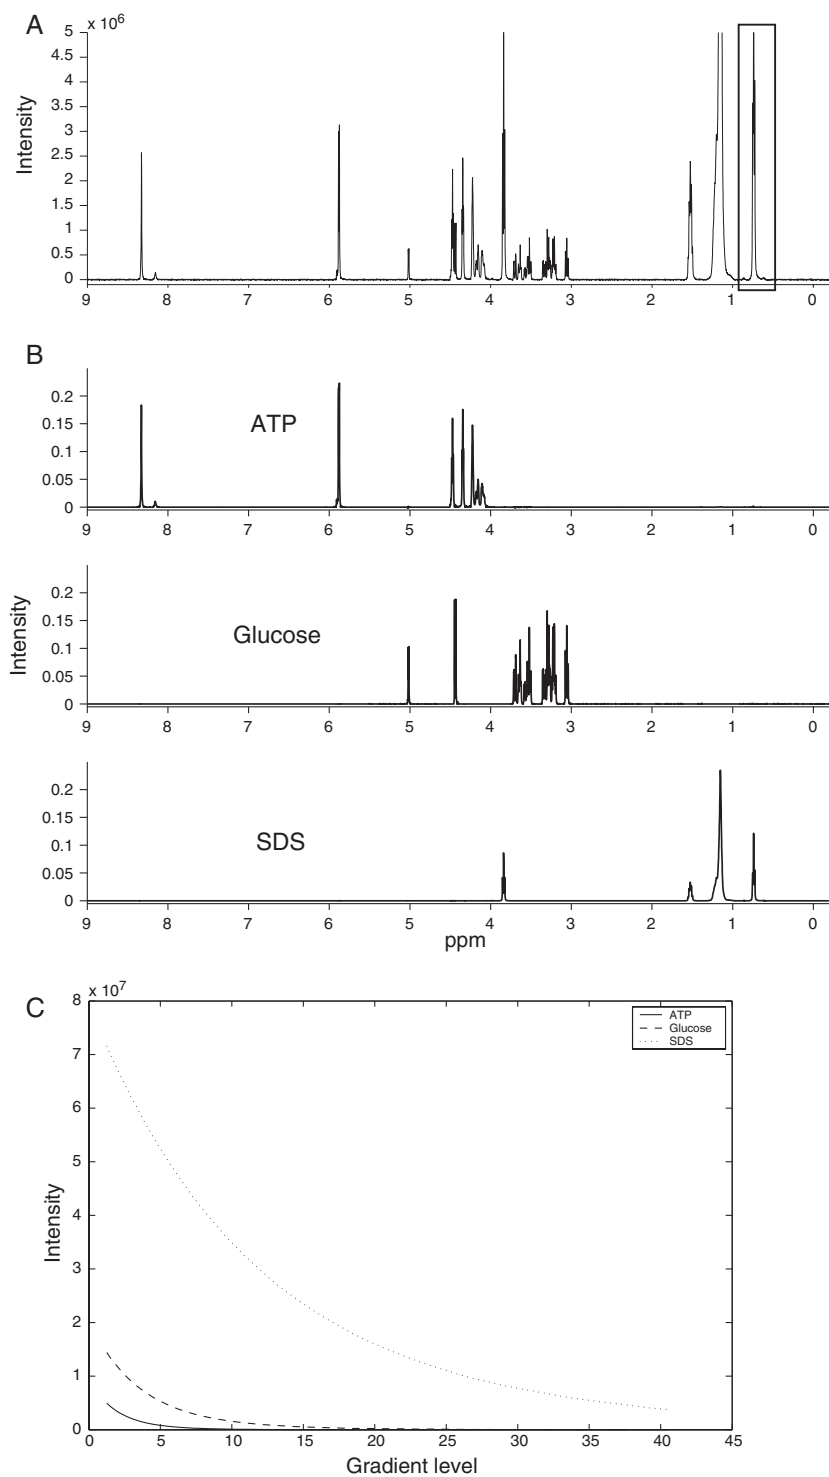 A
x 10^6
5
4.5
4
3.5
3
2.5
2
1.5
1
0.5
0
Intensity
9 8 7 6 5 4 3 2 1 0
B
ATP
0.2
0.15
0.1
0.05
0
9 8 7 6 5 4 3 2 1 0
Intensity
Glucose
0.2
0.15
0.1
0.05
0
9 8 7 6 5 4 3 2 1 0
SDS
0.2
0.15
0.1
0.05
0
9 8 7 6 5 4 3 2 1 0
ppm
C
x 10^7
8
7
6
5
4
3
2
1
0
Intensity
ATP
Glucose
SDS
0 5 10 15 20 25 30 35 40 45
Gradient level